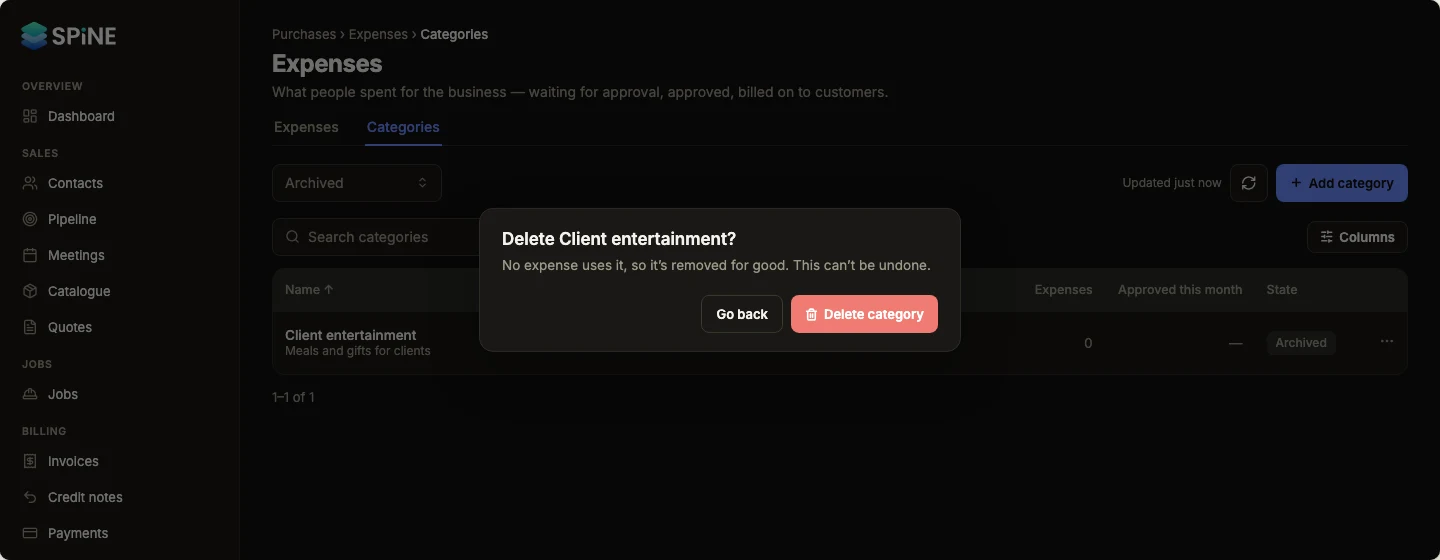 SPiNE
OVERVIEW
Dashboard
SALES
Contacts
Pipeline
Meetings
Catalogue
Quotes
JOBS
Jobs
BILLING
Invoices
Credit notes
Payments
Purchases › Expenses › Categories
Expenses
What people spent for the business — waiting for approval, approved, billed on to customers.
Expenses Categories
Archived
Updated just now
+ Add category
Search categories
Columns
Name ↑ Expenses Approved this month State
Client entertainment
Meals and gifts for clients
0 — Archived ...
1–1 of 1
Delete Client entertainment?
No expense uses it, so it’s removed for good. This can’t be undone.
Go back Delete category